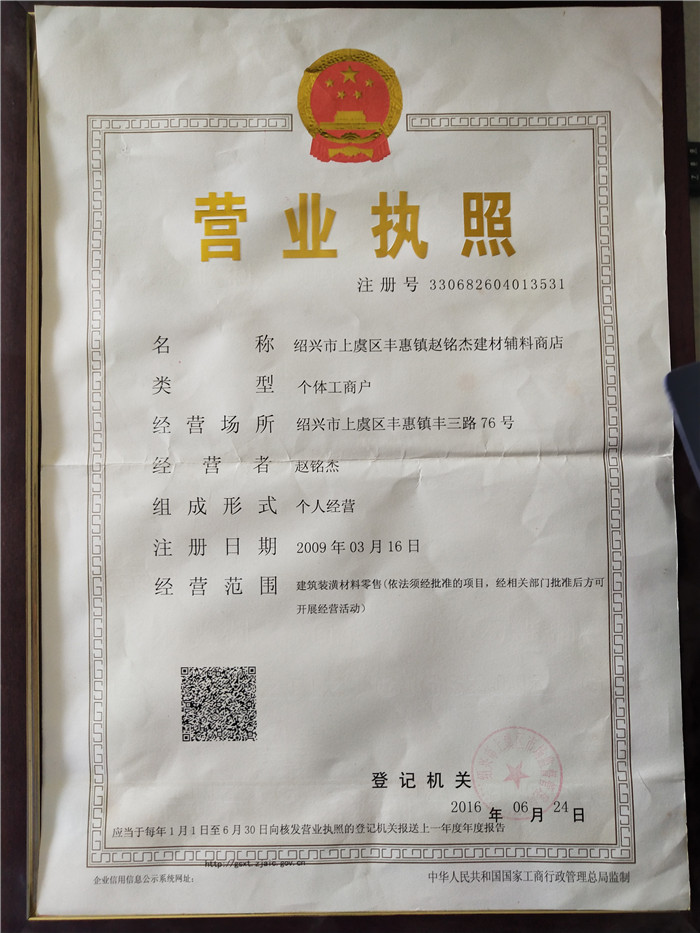 营业执照
注册号 330682604013531
名称 绍兴市上虞区丰惠镇赵铭杰建材辅料商店
类型 个体工商户
经营场所 绍兴市上虞区丰惠镇丰三路76号
经营者 赵铭杰
组成形式 个人经营
注册日期 2009年03月16日
经营范围 建筑装潢材料零售(依法须经批准的项目，经相关部门批准后方可
开展经营活动)
登记机关
2016年06月24日
应当于每年1月1日至6月30日向核发营业执照的登记机关报送上一年度年度报告
http://gsxt.zjaic.gov.cn
企业信用信息公示系统网址：
中华人民共和国国家工商行政管理总局监制